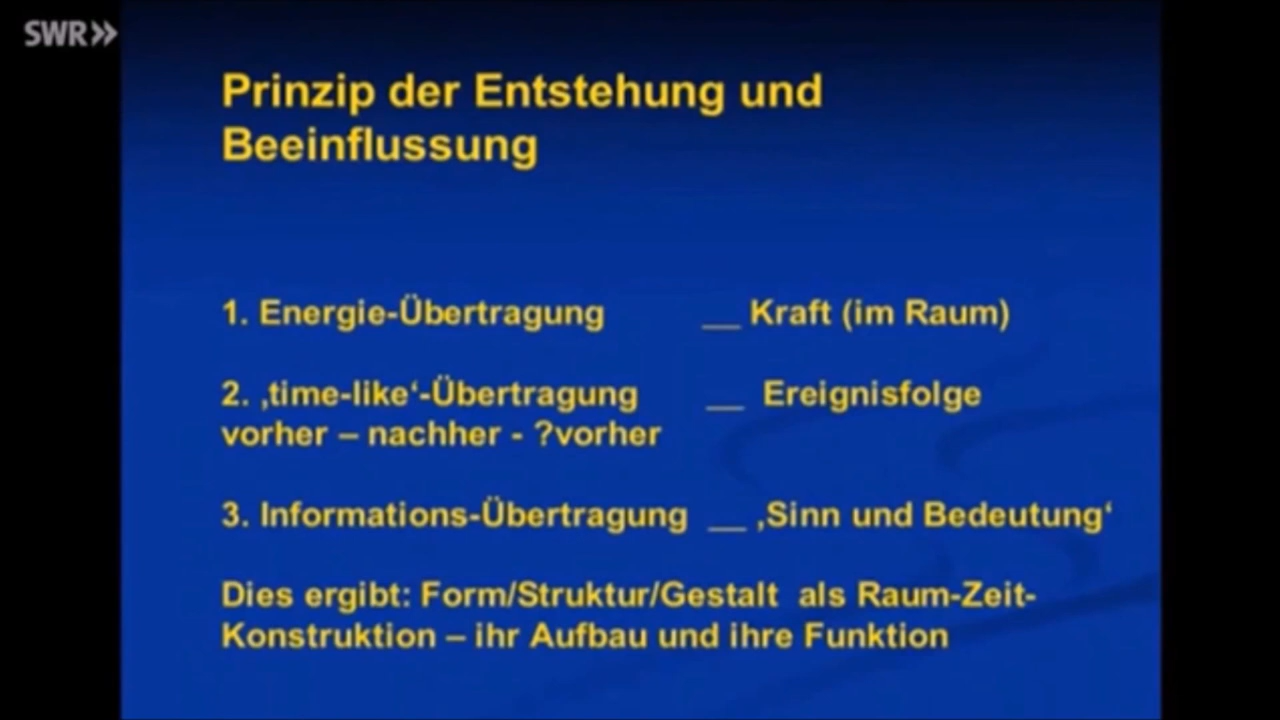 SWR»
Prinzip der Entstehung und
Beeinflussung
1. Energie-Übertragung __ Kraft (im Raum)
2. ‚time-like‘-Übertragung __ Ereignisfolge
vorher – nachher - ?vorher
3. Informations-Übertragung __ ‚Sinn und Bedeutung‘
Dies ergibt: Form/Struktur/Gestalt als Raum-Zeit-
Konstruktion – ihr Aufbau und ihre Funktion